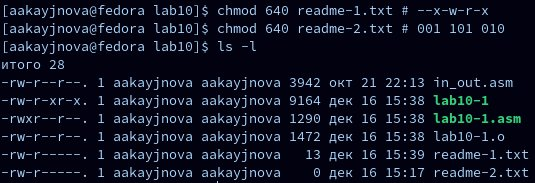 [aakayjnova@fedora lab10]$ chmod 640 readme-1.txt # --x-w-r-x
[aakayjnova@fedora lab10]$ chmod 640 readme-2.txt # 001 101 010
[aakayjnova@fedora lab10]$ ls -l
итого 28
-rw-r--r--. 1 aakayjnova aakayjnova 3942 окт 21 22:13 in_out.asm
-rw-r-xr-x. 1 aakayjnova aakayjnova 9164 дек 16 15:38 lab10-1
-rwxr--r--. 1 aakayjnova aakayjnova 1290 дек 16 15:38 lab10-1.asm
-rw-r--r--. 1 aakayjnova aakayjnova 1472 дек 16 15:38 lab10-1.o
-rw-r-----. 1 aakayjnova aakayjnova 13 дек 16 15:39 readme-1.txt
-rw-r-----. 1 aakayjnova aakayjnova 0 дек 16 15:17 readme-2.txt